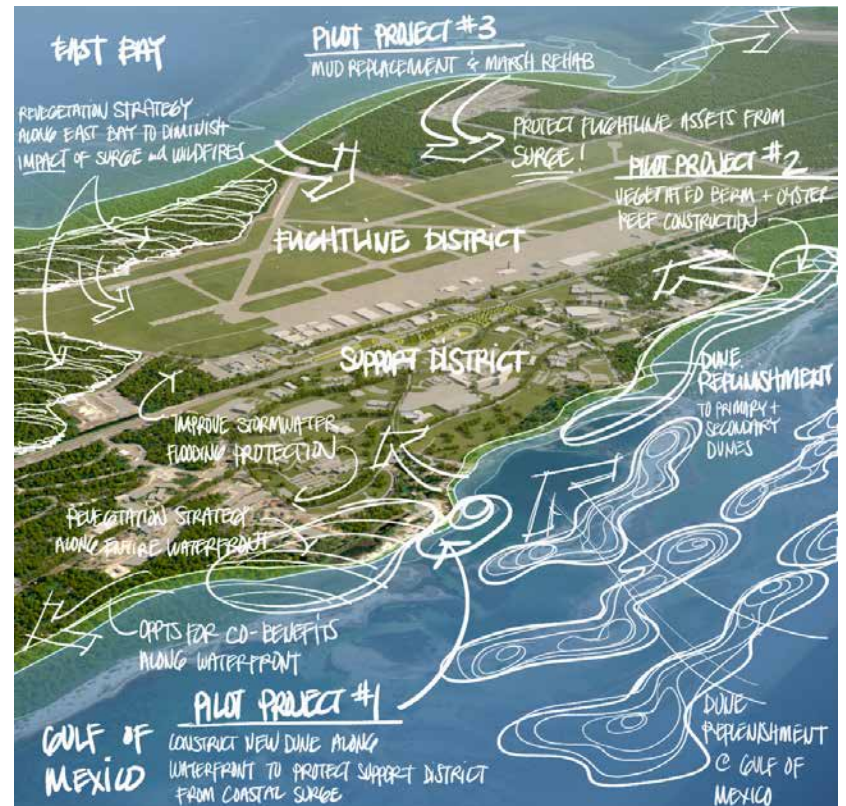 EAST BAY
PILOT PROJECT #3
MUD REPLACEMENT & MARSH REHAB
REVEGETATION STRATEGY
ALONG EAST BAY TO DIMINISH
IMPACT OF SURGE and WILDFIRES
PROTECT FLIGHTLINE ASSETS FROM
SURGE!
PILOT PROJECT #2
VEGETATED BERM + OYSTER
REEF CONSTRUCTION
FLIGHTLINE DISTRICT
SUPPORT DISTRICT
DUNE
REPLENISHMENT
TO PRIMARY +
SECONDARY
DUNES
IMPROVE STORMWATER
FLOODING PROTECTION
REVEGETATION STRATEGY
ALONG ENTIRE WATERFRONT
OPPTS FOR CO-BENEFITS
ALONG WATERFRONT
PILOT PROJECT #1
CONSTRUCT NEW DUNE ALONG
WATERFRONT TO PROTECT SUPPORT DISTRICT
FROM COASTAL SURGE
GULF OF
MEXICO
DUNE
REPLENISHMENT
@ GULF OF
MEXICO